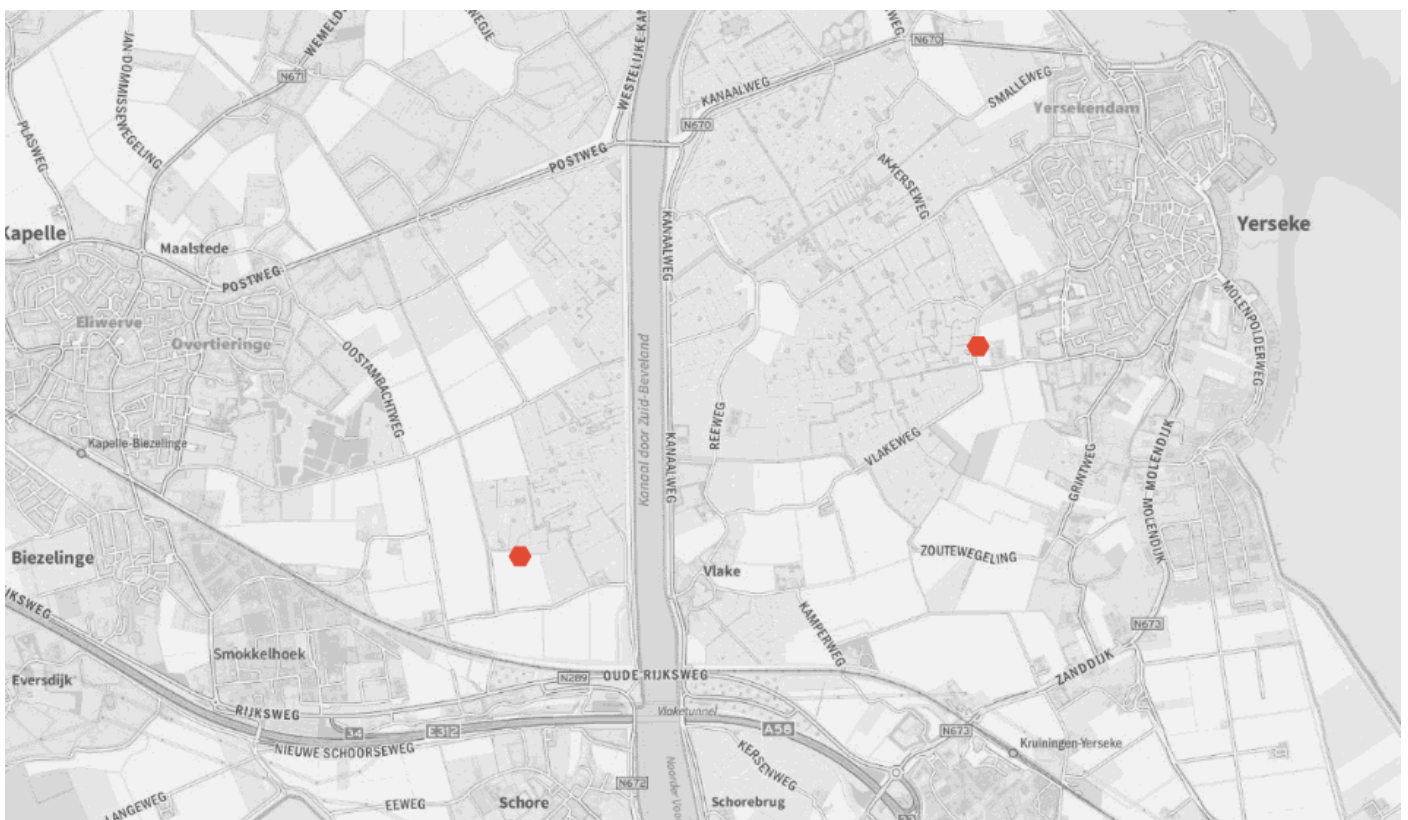 WEMELD
N671
JAN-DOMMISSEWEGELING
PLASWEG
WESTELIJKE KAN
KANAALWEG
N670
N670
SMALLEWEG
Yersekendam
POSTWEG
AKKERSEWEG
Kapelle
Maalstede
POSTWEG
KANAALWEG
Yerseke
Eliwerve
Overtieringe
OOSTAMBACHTWEG
MOLENPOLDERWEG
Kanaal door Zuid-Beveland
REEWEG
Kapelle-Biezelinge
KANAALWEG
VLAKEWEG
GRINTWEG
MOLENDIJK
MOLENDIJK
Biezelinge
Vlake
ZOUTEWEGELING
KAMPERWEG
N673
Smokkelhoek
ZANDDIJK
Eversdijk
N289
OUDE RIJKSWEG
RIJKSWEG
34
E312
Vlaketunnel
A58
N673
Kruiningen-Yerseke
NIEUWE SCHOORSEWEG
KERSENWEG
N672
LANGEWEG
EEWEG
Schore
Schorebrug